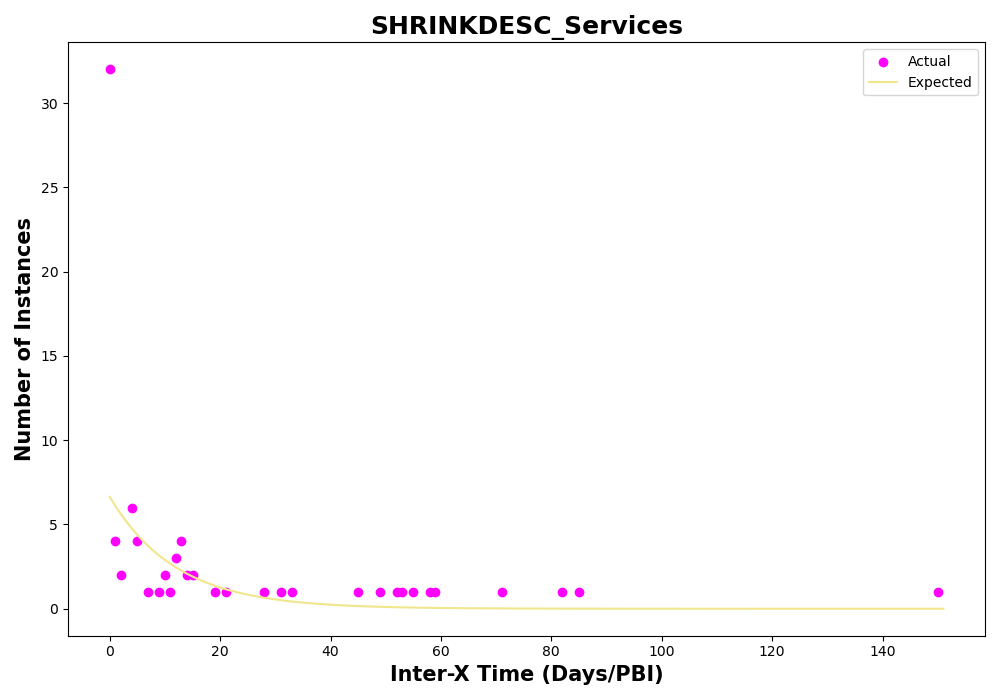 SHRINKDESC_Services
Actual
Expected
Number of Instances
30
25
20
15
10
5
0
0 20 40 60 80 100 120 140
Inter-X Time (Days/PBI)